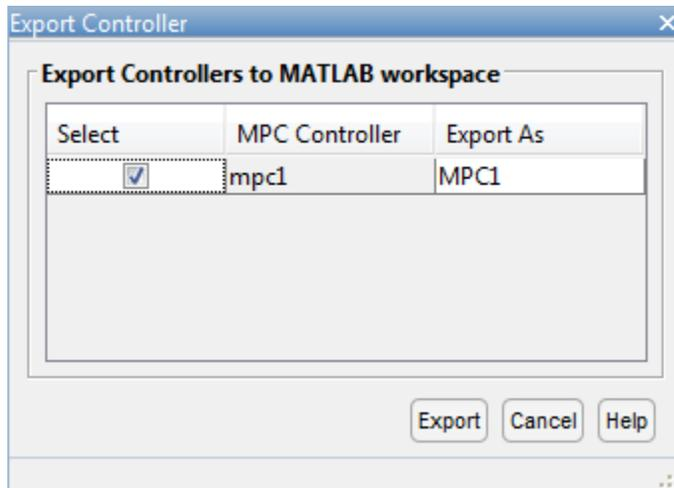 Export Controller
Export Controllers to MATLAB workspace
Select MPC Controller Export As
mpc1 MPC1
Export Cancel Help